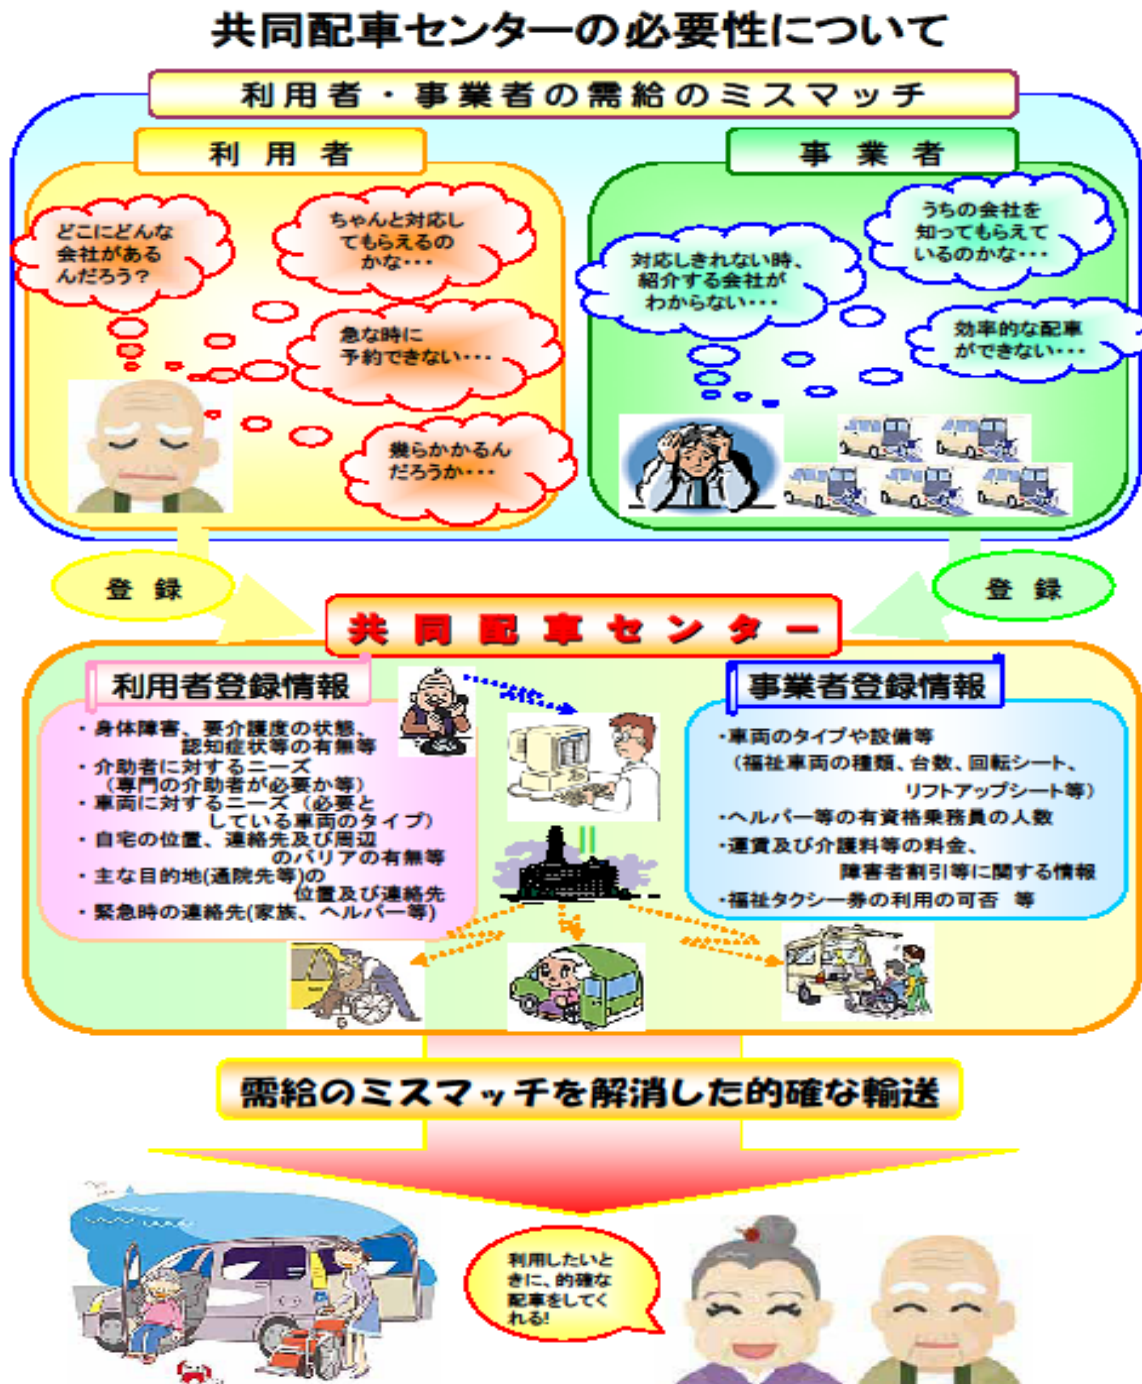 共同配車センターの必要性について
利用者・事業者の需給のミスマッチ
利用者
どこにどんな
会社がある
んだろう？
ちゃんと対応し
てもらえるの
かな・・・
急な時に
予約できない・・・
幾らかかるん
だろうか・・・
事業者
対応しきれない時、
紹介する会社が
わからない・・・
うちの会社を
知ってもらえて
いるのかな・・・
効率的な配車
ができない・・・
登録
登録
共同配車センター
利用者登録情報
・身体障害、要介護度の状態、
認知症状等の有無等
・介助者に対するニーズ
（専門の介助者が必要か等）
・車両に対するニーズ（必要と
している車両のタイプ）
・自宅の位置、連絡先及び周辺
のバリアの有無等
・主な目的地(通院先等)の
位置及び連絡先
・緊急時の連絡先(家族、ヘルパー等)
事業者登録情報
・車両のタイプや設備等
（福祉車両の種類、台数、回転シート、
リフトアップシート等）
・ヘルパー等の有資格乗務員の人数
・運賃及び介護料等の料金、
障害者割引等に関する情報
・福祉タクシー券の利用の可否 等
需給のミスマッチを解消した的確な輸送
利用したいと
きに、的確な
配車をしてく
れる!